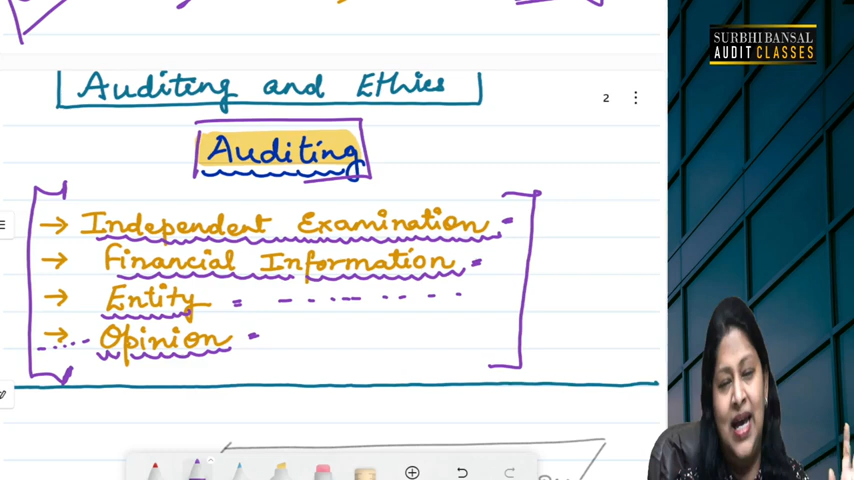 SURBHI BANSAL
AUDIT CLASSES
Auditing and Ethics
2
Auditing
→ Independent Examination
→ Financial Information
→ Entity
→ Opinion